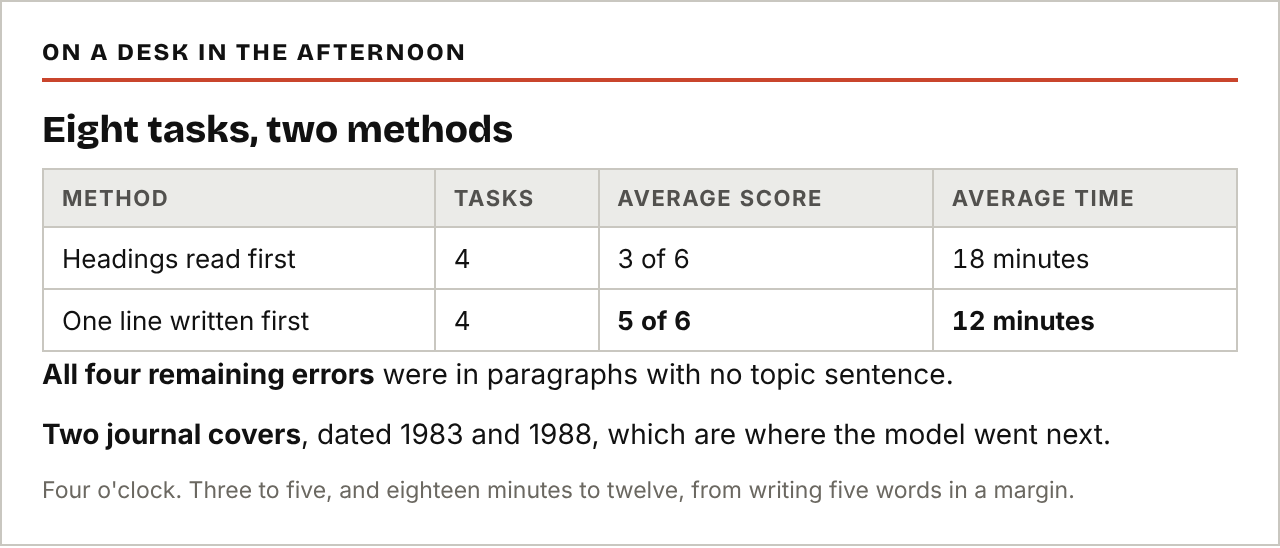 ON A DESK IN THE AFTERNOON
Eight tasks, two methods
METHOD TASKS AVERAGE SCORE AVERAGE TIME
Headings read first 4 3 of 6 18 minutes
One line written first 4 5 of 6 12 minutes
All four remaining errors were in paragraphs with no topic sentence.
Two journal covers, dated 1983 and 1988, which are where the model went next.
Four o'clock. Three to five, and eighteen minutes to twelve, from writing five words in a margin.